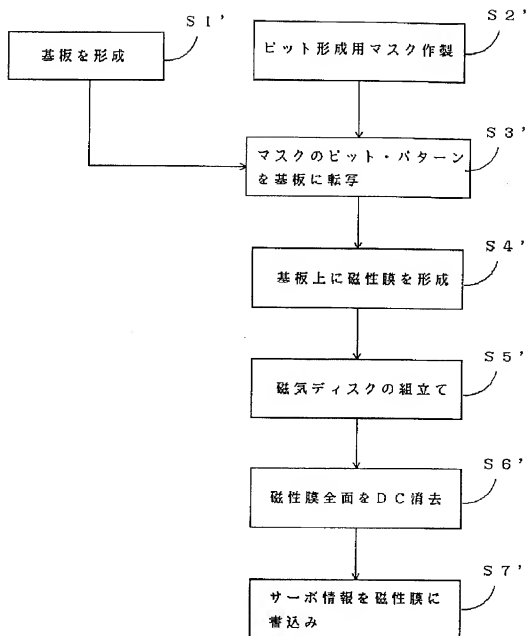 S1'
基板を形成
S2'
ピット形成用マスク作製
S3'
マスクのピット・パターン
を基板に転写
S4'
基板上に磁性膜を形成
S5'
磁気ディスクの組立て
S6'
磁性膜全面をDC消去
S7'
サーボ情報を磁性膜に
書込み